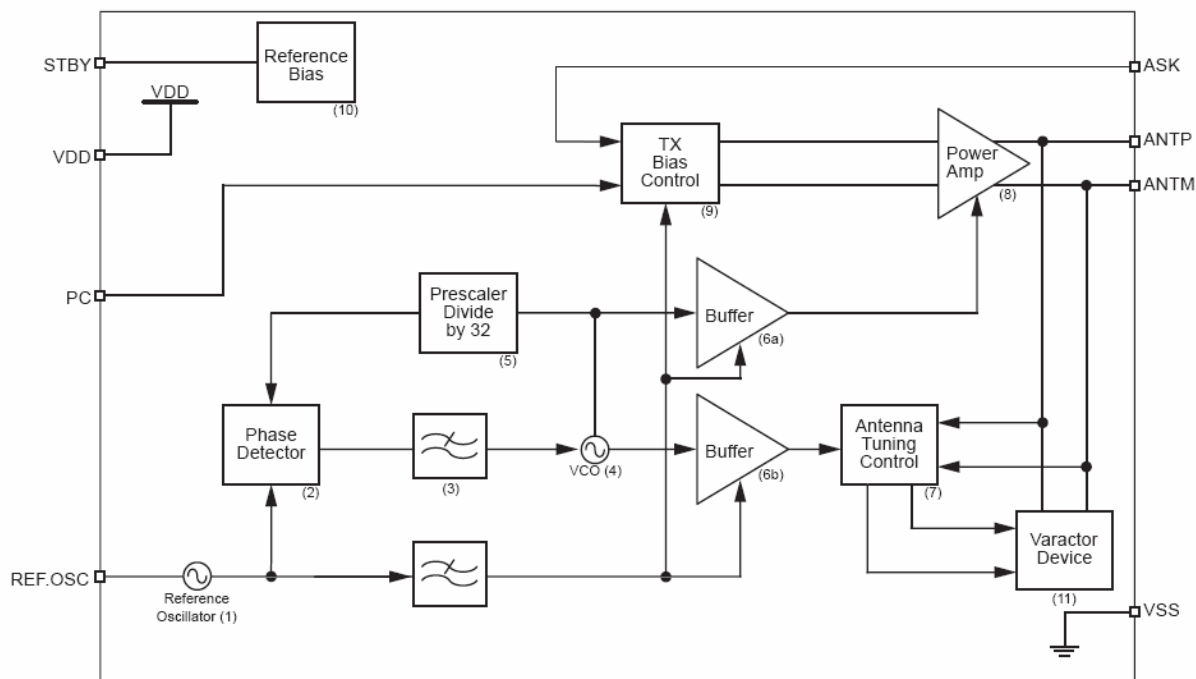 STBY
Reference
Bias
(10)
ASK
VDD
VDD
TX
Bias
Control
(9)
Power
Amp
(8)
ANTP
ANTM
PC
Prescaler
Divide
by 32
(5)
Buffer
(6a)
Phase
Detector
(2)
(3)
VCO (4)
Buffer
(6b)
Antenna
Tuning
Control
(7)
REF.OSC
Reference
Oscillator (1)
Varactor
Device
(11)
VSS